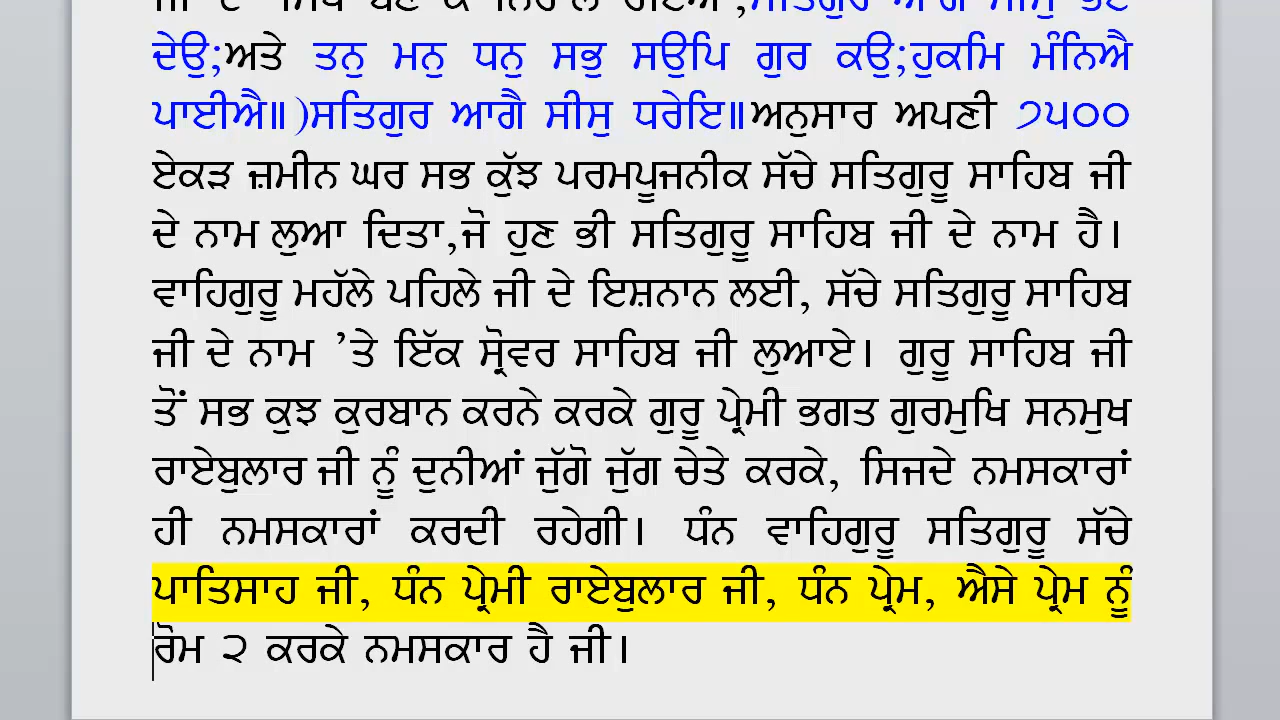 ਦੇਉ;ਅਤੇ ਤਨੁ ਮਨੁ ਧਨੁ ਸਭੁ ਸਉਪਿ ਗੁਰ ਕਉ;ਹੁਕਮਿ ਮੰਨਿਐ
ਪਾਈਐ॥)ਸਤਿਗੁਰ ਆਗੈ ਸੀਸੁ ਧਰੇਇ॥ਅਨੁਸਾਰ ਅਪਣੀ ੭੫੦੦
ਏਕੜ ਜ਼ਮੀਨ ਘਰ ਸਭ ਕੁੱਝ ਪਰਮਪੂਜਨੀਕ ਸੱਚੇ ਸਤਿਗੁਰੂ ਸਾਹਿਬ ਜੀ
ਦੇ ਨਾਮ ਲੁਆ ਦਿਤਾ,ਜੋ ਹੁਣ ਭੀ ਸਤਿਗੁਰੂ ਸਾਹਿਬ ਜੀ ਦੇ ਨਾਮ ਹੈ।
ਵਾਹਿਗੁਰੂ ਮਹੱਲੇ ਪਹਿਲੇ ਜੀ ਦੇ ਇਸ਼ਨਾਨ ਲਈ, ਸੱਚੇ ਸਤਿਗੁਰੂ ਸਾਹਿਬ
ਜੀ ਦੇ ਨਾਮ ’ਤੇ ਇੱਕ ਸ੍ਰੋਵਰ ਸਾਹਿਬ ਜੀ ਲੁਆਏ। ਗੁਰੂ ਸਾਹਿਬ ਜੀ
ਤੋਂ ਸਭ ਕੁਝ ਕੁਰਬਾਨ ਕਰਨੇ ਕਰਕੇ ਗੁਰੂ ਪ੍ਰੇਮੀ ਭਗਤ ਗੁਰਮੁਖਿ ਸਨਮੁਖ
ਰਾਏਬੁਲਾਰ ਜੀ ਨੂੰ ਦੁਨੀਆਂ ਜੁੱਗੋ ਜੁੱਗ ਚੇਤੇ ਕਰਕੇ, ਸਿਜਦੇ ਨਮਸਕਾਰਾਂ
ਹੀ ਨਮਸਕਾਰਾਂ ਕਰਦੀ ਰਹੇਗੀ। ਧੰਨ ਵਾਹਿਗੁਰੂ ਸਤਿਗੁਰੂ ਸੱਚੇ
ਪਾਤਿਸਾਹ ਜੀ, ਧੰਨ ਪ੍ਰੇਮੀ ਰਾਏਬੁਲਾਰ ਜੀ, ਧੰਨ ਪ੍ਰੇਮ, ਐਸੇ ਪ੍ਰੇਮ ਨੂੰ
ਰੋਮ ੨ ਕਰਕੇ ਨਮਸਕਾਰ ਹੈ ਜੀ।